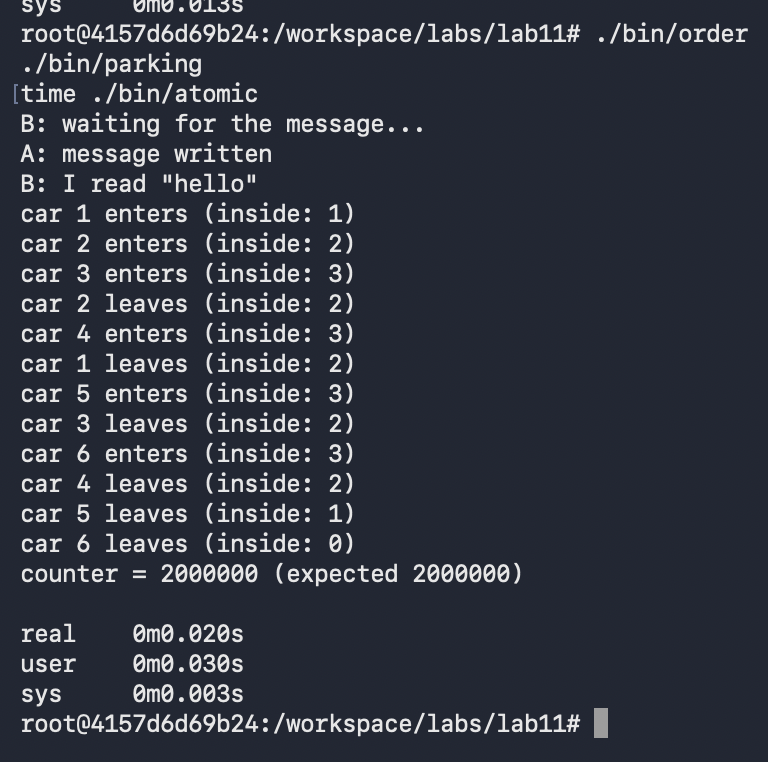 sys     0m0.013s
root@4157d6d69b24:/workspace/labs/lab11# ./bin/order
./bin/parking
[time ./bin/atomic
B: waiting for the message...
A: message written
B: I read "hello"
car 1 enters (inside: 1)
car 2 enters (inside: 2)
car 3 enters (inside: 3)
car 2 leaves (inside: 2)
car 4 enters (inside: 3)
car 1 leaves (inside: 2)
car 5 enters (inside: 3)
car 3 leaves (inside: 2)
car 6 enters (inside: 3)
car 4 leaves (inside: 2)
car 5 leaves (inside: 1)
car 6 leaves (inside: 0)
counter = 2000000 (expected 2000000)

real    0m0.020s
user    0m0.030s
sys     0m0.003s
root@4157d6d69b24:/workspace/labs/lab11#